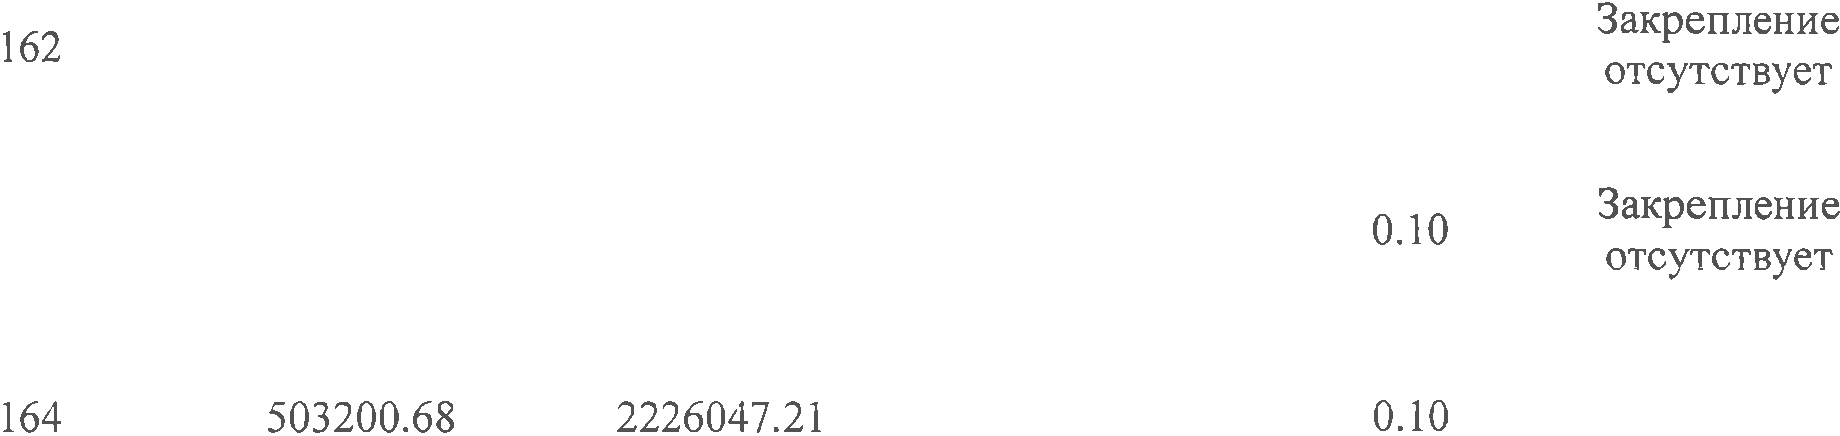 162 Закрепление
отсутствует
0.10 Закрепление
отсутствует
164 503200.68 2226047.21 0.10